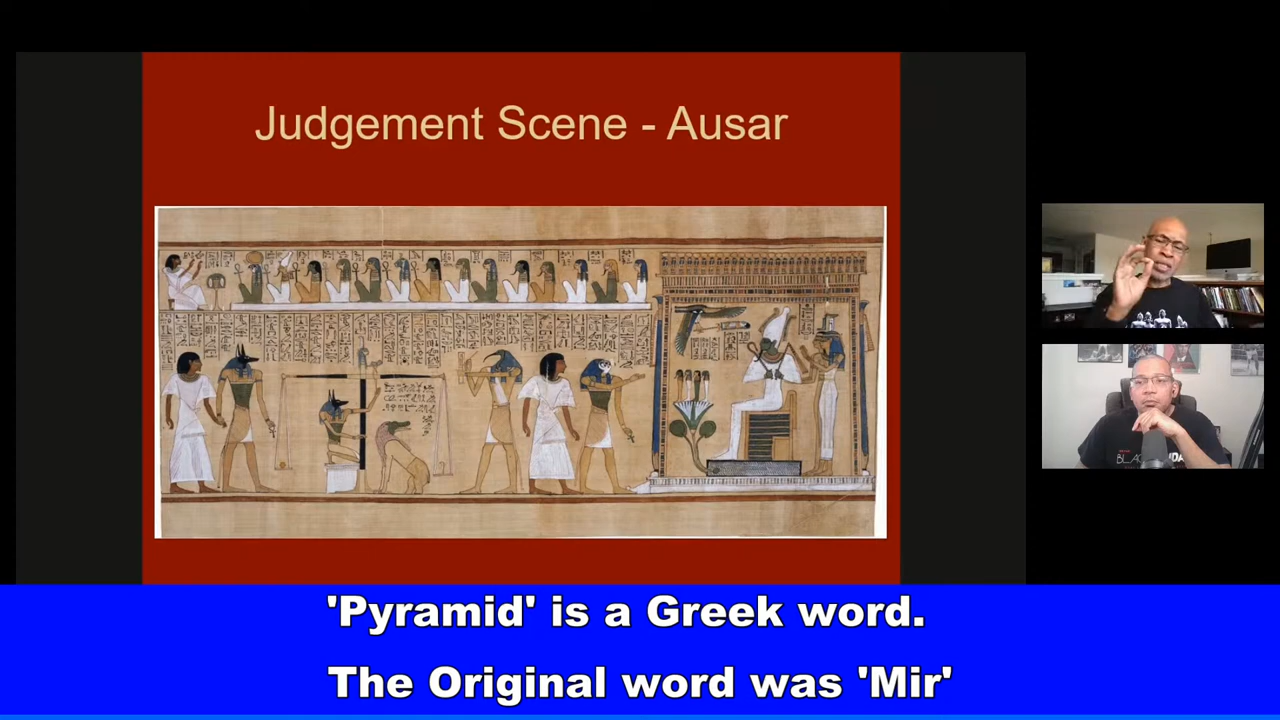 Judgement Scene - Ausar
'Pyramid' is a Greek word.
The Original word was 'Mir'